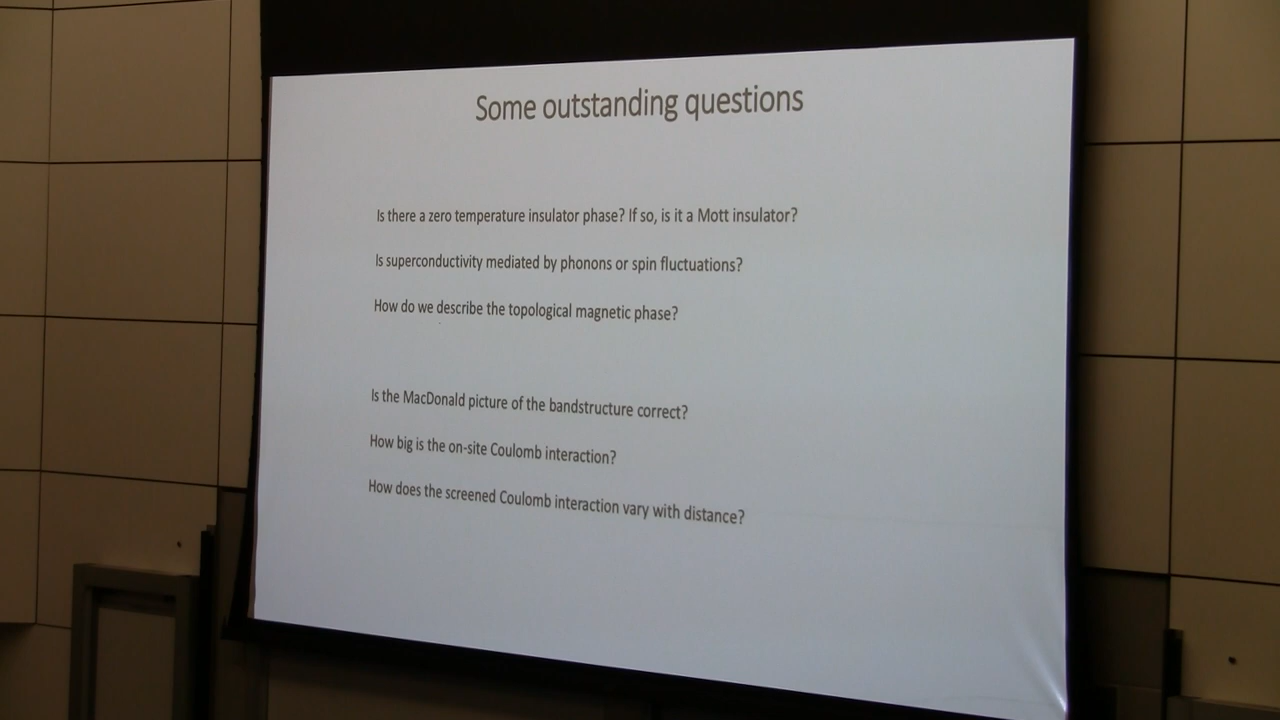 Some outstanding questions
Is there a zero temperature insulator phase? If so, is it a Mott insulator?
Is superconductivity mediated by phonons or spin fluctuations?
How do we describe the topological magnetic phase?
Is the MacDonald picture of the bandstructure correct?
How big is the on-site Coulomb interaction?
How does the screened Coulomb interaction vary with distance?